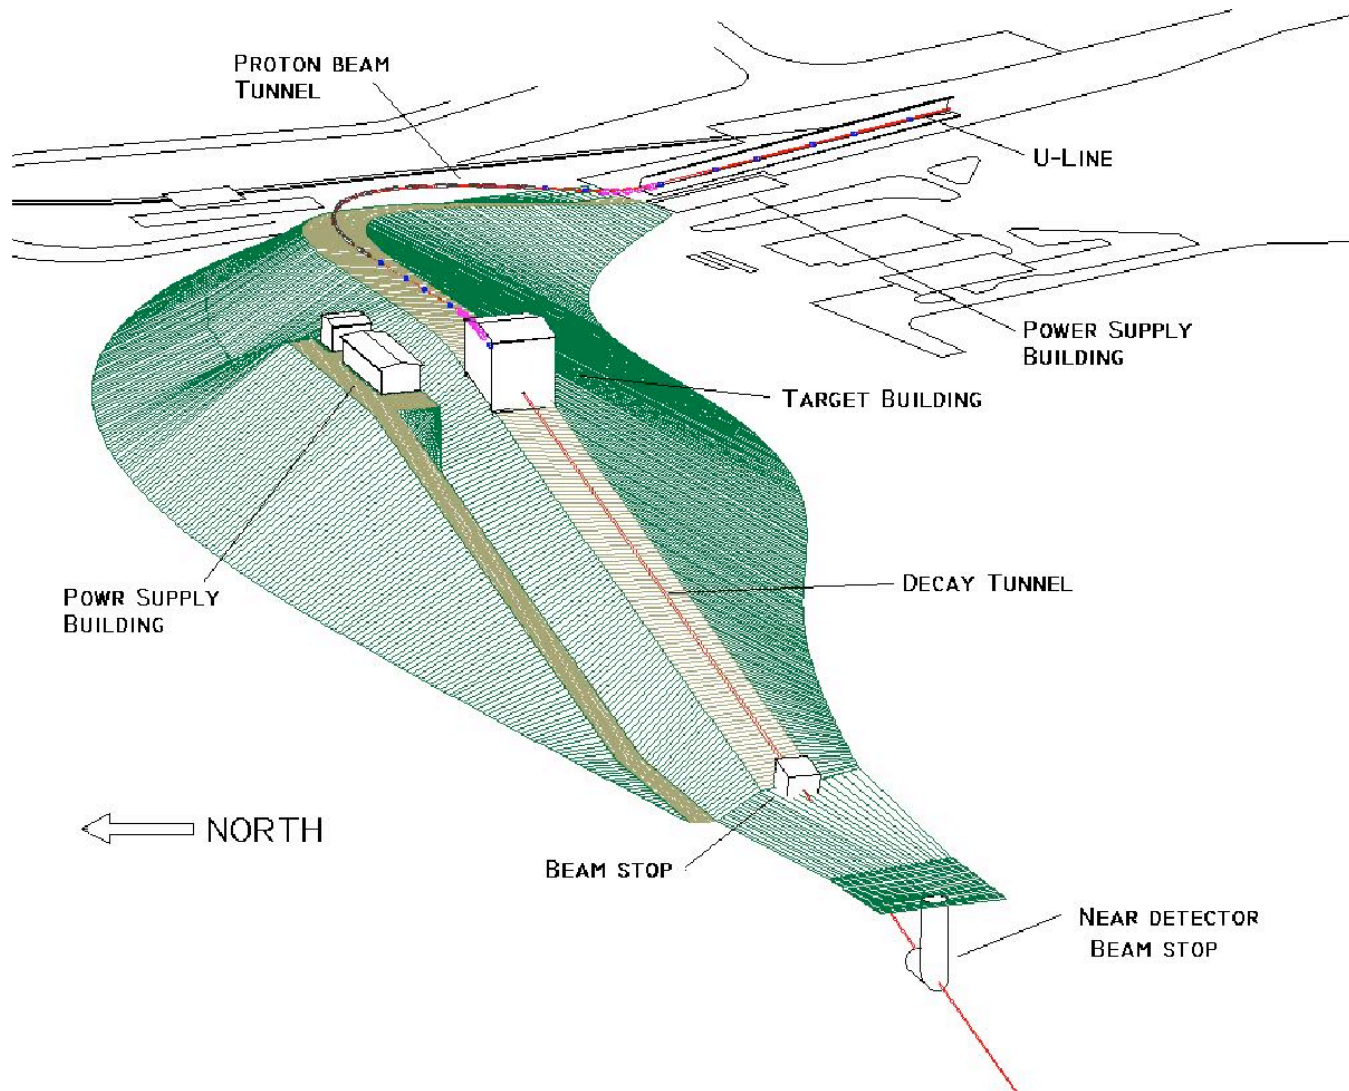 PROTON BEAM
TUNNEL
U-LINE
POWER SUPPLY
BUILDING
TARGET BUILDING
DECAY TUNNEL
POWR SUPPLY
BUILDING
NORTH
BEAM STOP
NEAR DETECTOR
BEAM STOP